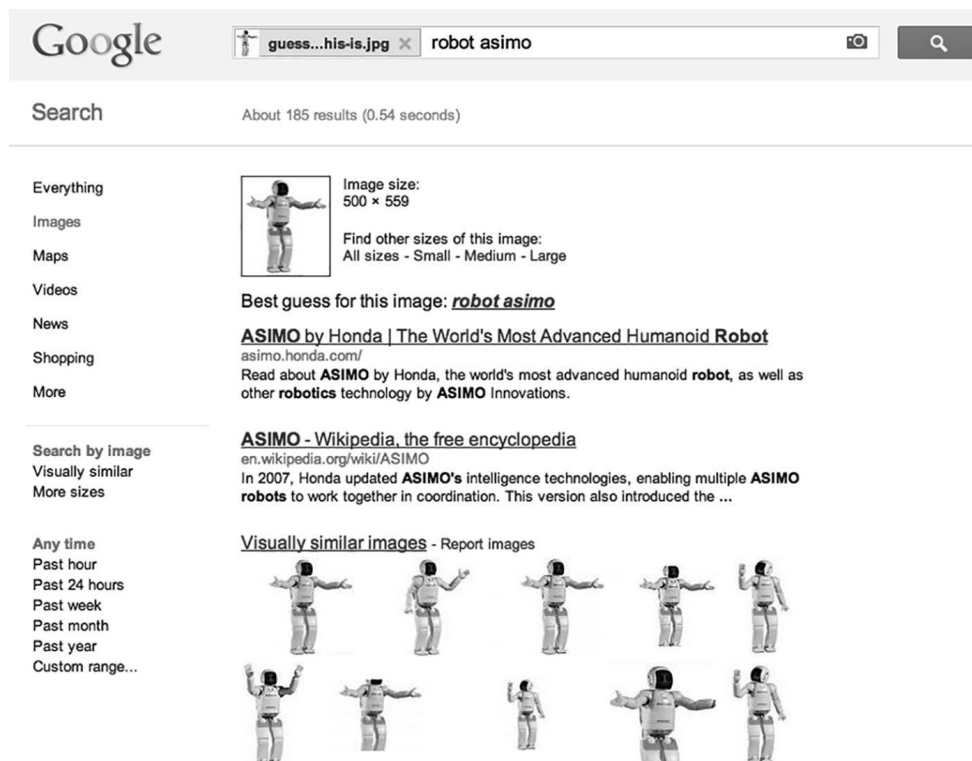 Google
guess...his-is.jpg × robot asimo
Search
About 185 results (0.54 seconds)
Everything
Images
Maps
Videos
News
Shopping
More
Search by image
Visually similar
More sizes
Any time
Past hour
Past 24 hours
Past week
Past month
Past year
Custom range...
Image size:
500 × 559
Find other sizes of this image:
All sizes - Small - Medium - Large
Best guess for this image: robot asimo
ASIMO by Honda | The World's Most Advanced Humanoid Robot
asimo.honda.com/
Read about ASIMO by Honda, the world's most advanced humanoid robot, as well as
other robotics technology by ASIMO Innovations.
ASIMO - Wikipedia, the free encyclopedia
en.wikipedia.org/wiki/ASIMO
In 2007, Honda updated ASIMO's intelligence technologies, enabling multiple ASIMO
robots to work together in coordination. This version also introduced the ...
Visually similar images - Report images